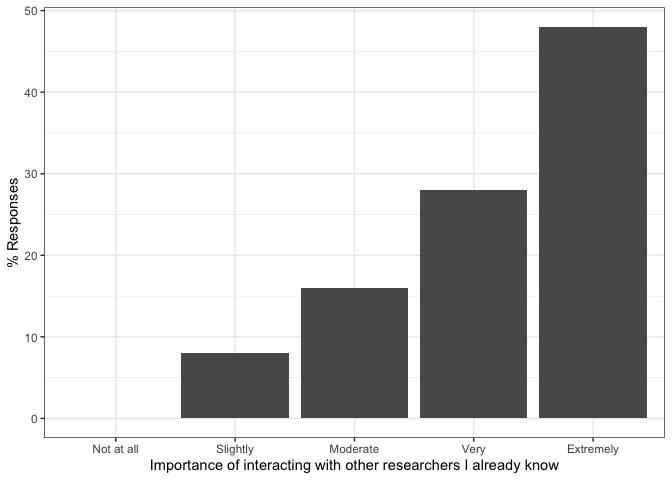 50
40
30
20
10
0
% Responses
Not at all
Slightly
Moderate
Very
Extremely
Importance of interacting with other researchers I already know